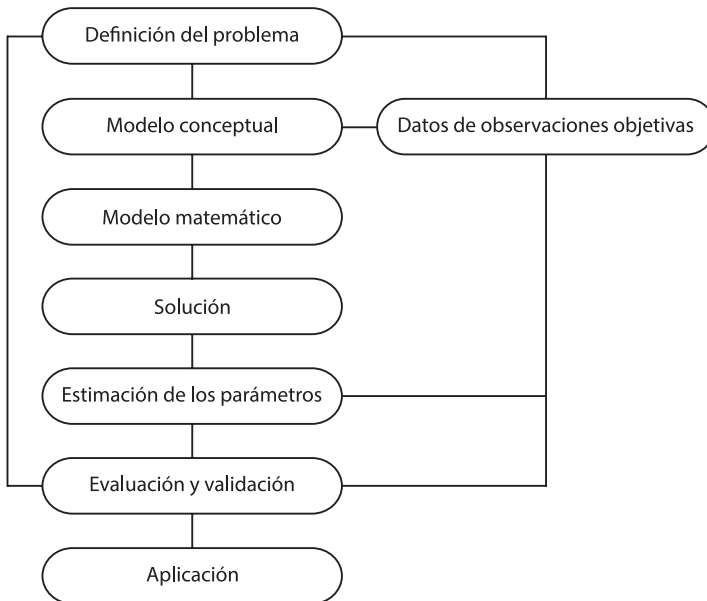 Definición del problema
Modelo conceptual
Datos de observaciones objetivas
Modelo matemático
Solución
Estimación de los parámetros
Evaluación y validación
Aplicación